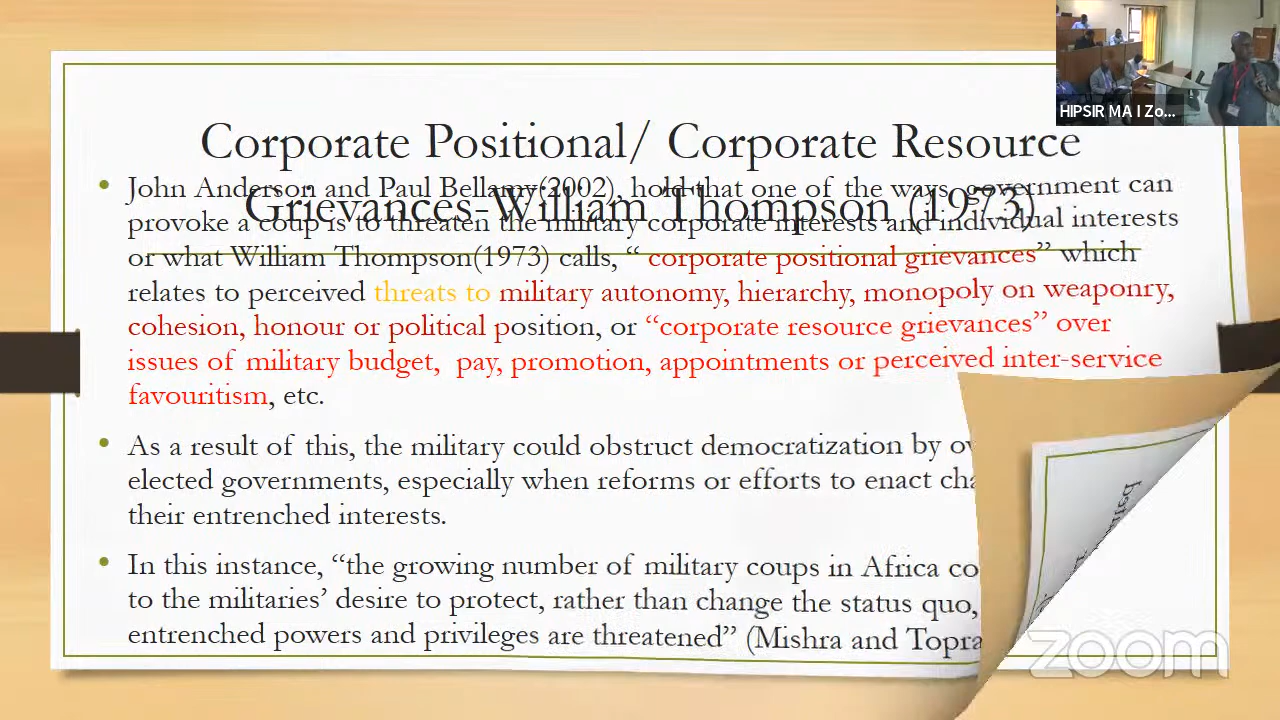 HIPSIR MA I Zo...
Corporate Positional/ Corporate Resource
Grievances-William Thompson (1973)
• John Anderson and Paul Bellamy(2002), hold that one of the ways government can
provoke a coup is to threaten the military corporate interests and individual interests
or what William Thompson(1973) calls, “ corporate positional grievances” which
relates to perceived threats to military autonomy, hierarchy, monopoly on weaponry,
cohesion, honour or political position, or “corporate resource grievances” over
issues of military budget, pay, promotion, appointments or perceived inter-service
favouritism, etc.
• As a result of this, the military could obstruct democratization by
elected governments, especially when reforms or efforts to enact
their entrenched interests.
• In this instance, “the growing number of military coups in Africa
to the militaries’ desire to protect, rather than change the status quo,
entrenched powers and privileges are threatened” (Mishra and
zoom